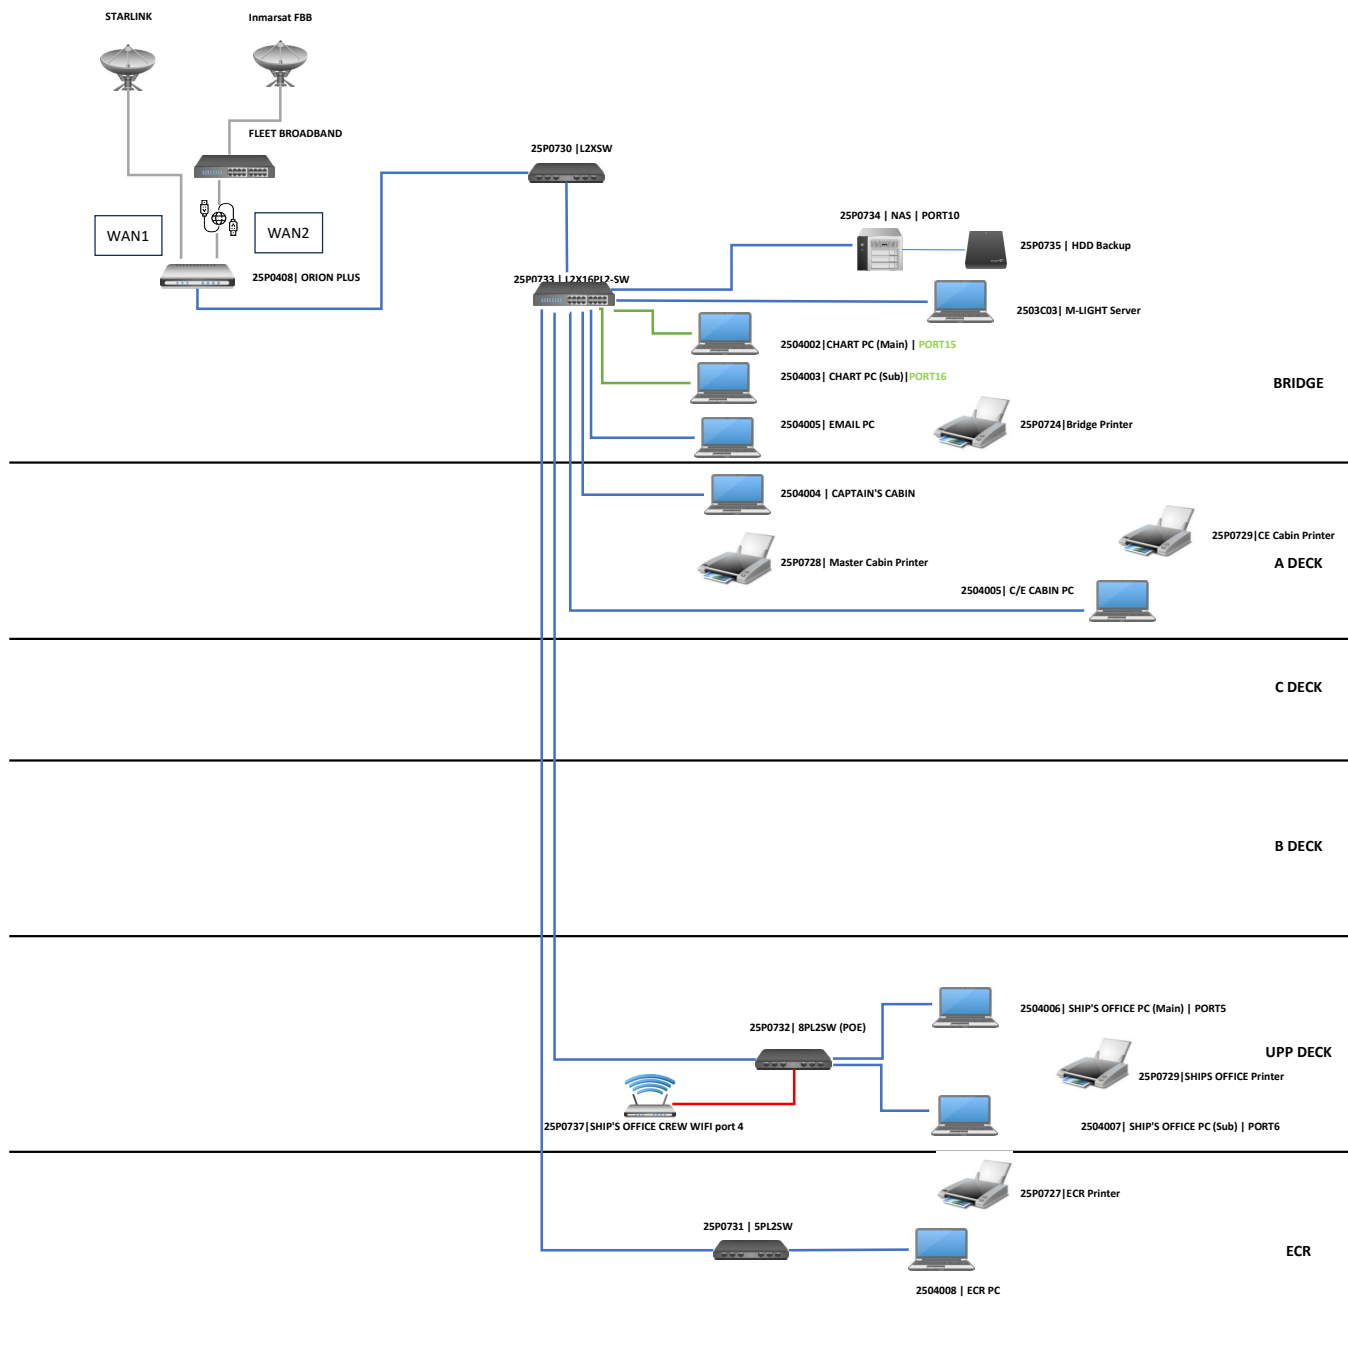 STARLINK
Inmarsat FBB
FLEET BROADBAND
25P0730 |L2XSW
WAN1
WAN2
25P0408| ORION PLUS
25P0734 | NAS | PORT10
25P0735 | HDD Backup
25P0733 | L2X16PL2-SW
2503C03| M-LIGHT Server
2504002|CHART PC (Main) | PORT15
2504003| CHART PC (Sub)|PORT16
BRIDGE
2504005| EMAIL PC
25P0724|Bridge Printer
2504004 | CAPTAIN'S CABIN
25P0729|CE Cabin Printer
25P0728| Master Cabin Printer
A DECK
2504005| C/E CABIN PC
C DECK
B DECK
2504006| SHIP'S OFFICE PC (Main) | PORT5
25P0732| 8PL2SW (POE)
UPP DECK
25P0729|SHIPS OFFICE Printer
25P0737|SHIP'S OFFICE CREW WIFI port 4
2504007| SHIP'S OFFICE PC (Sub) | PORT6
25P0727|ECR Printer
25P0731 | 5PL2SW
ECR
2504008 | ECR PC